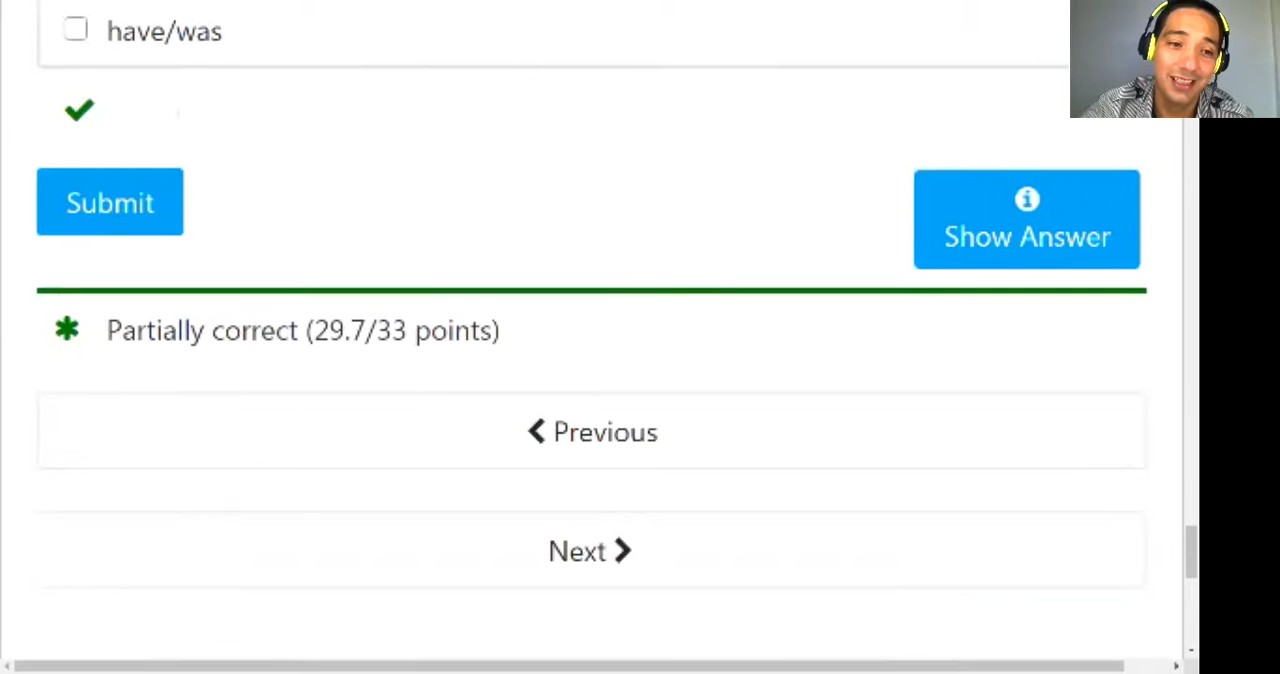 have/was
Submit
Show Answer
Partially correct (29.7/33 points)
Previous
Next